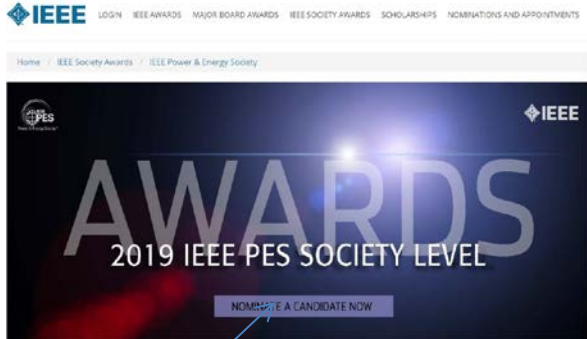 IEEE LOGIN IEEE AWARDS MAJOR BOARD AWARDS IEEE SOCIETY AWARDS SCHOLARSHIPS NOMINATIONS AND APPOINTMENTS
Home / IEEE Society Awards / IEEE Power & Energy Society
PES
IEEE
AWARDS
2019 IEEE PES SOCIETY LEVEL
NOMINATE A CANDIDATE NOW